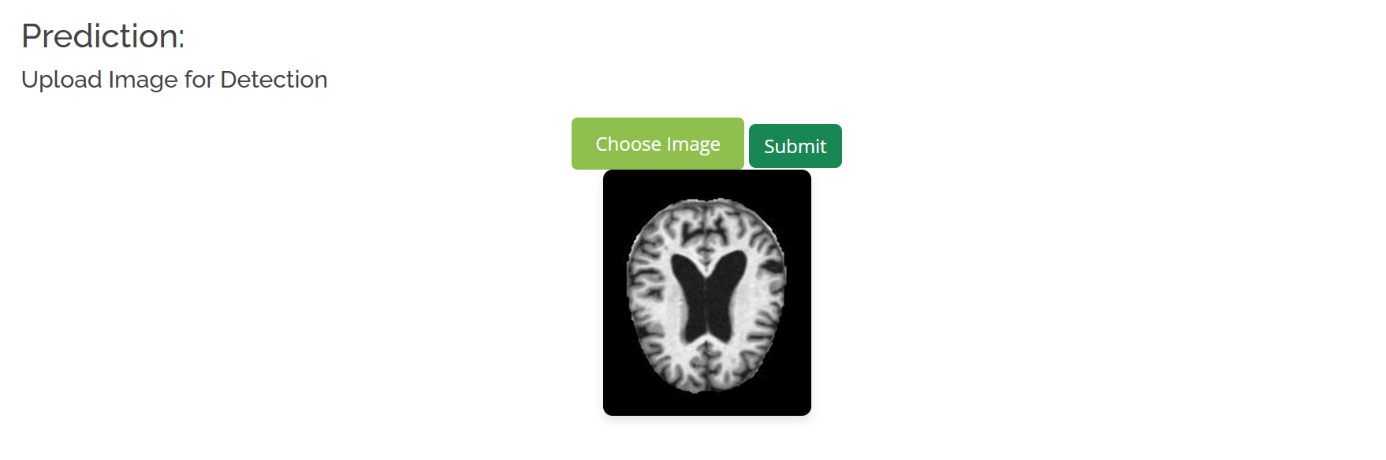 Prediction:
Upload Image for Detection
Choose Image
Submit